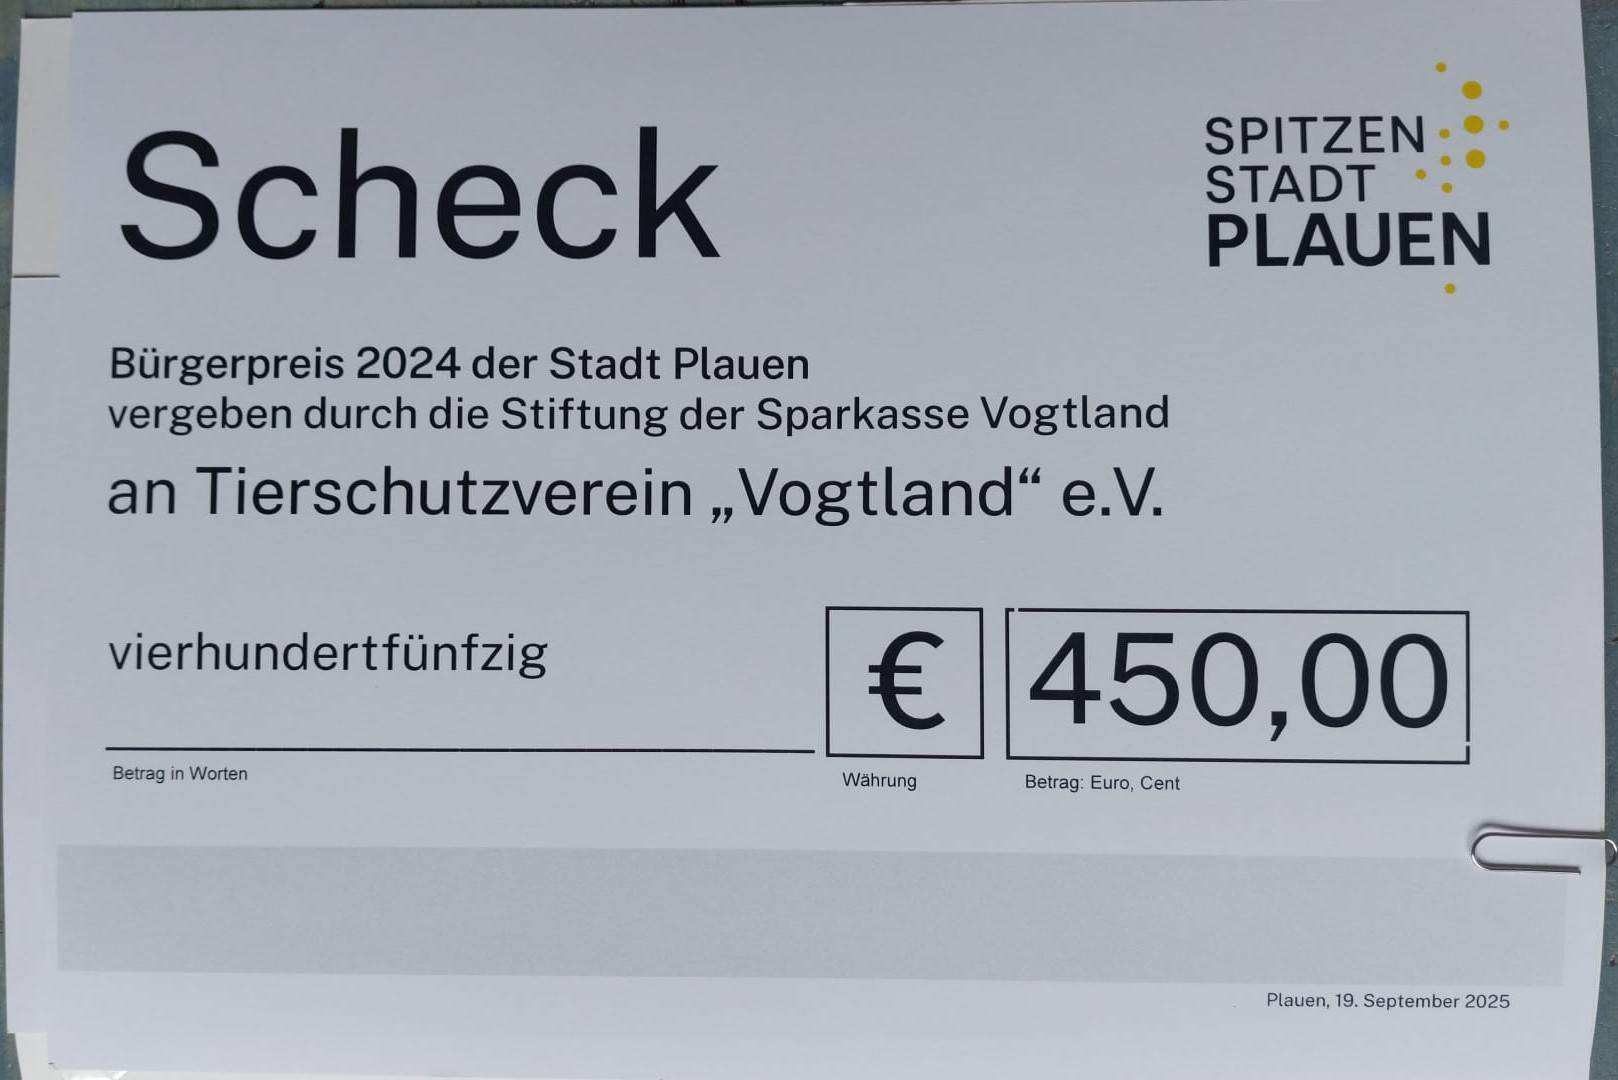 Scheck
SPITZEN
STADT
PLAUEN
Bürgerpreis 2024 der Stadt Plauen
vergeben durch die Stiftung der Sparkasse Vogtland
an Tierschutzverein „Vogtland“ e.V.
vierhundertfünfzig
€ 450,00
Betrag in Worten
Währung
Betrag: Euro, Cent
Plauen, 19. September 2025